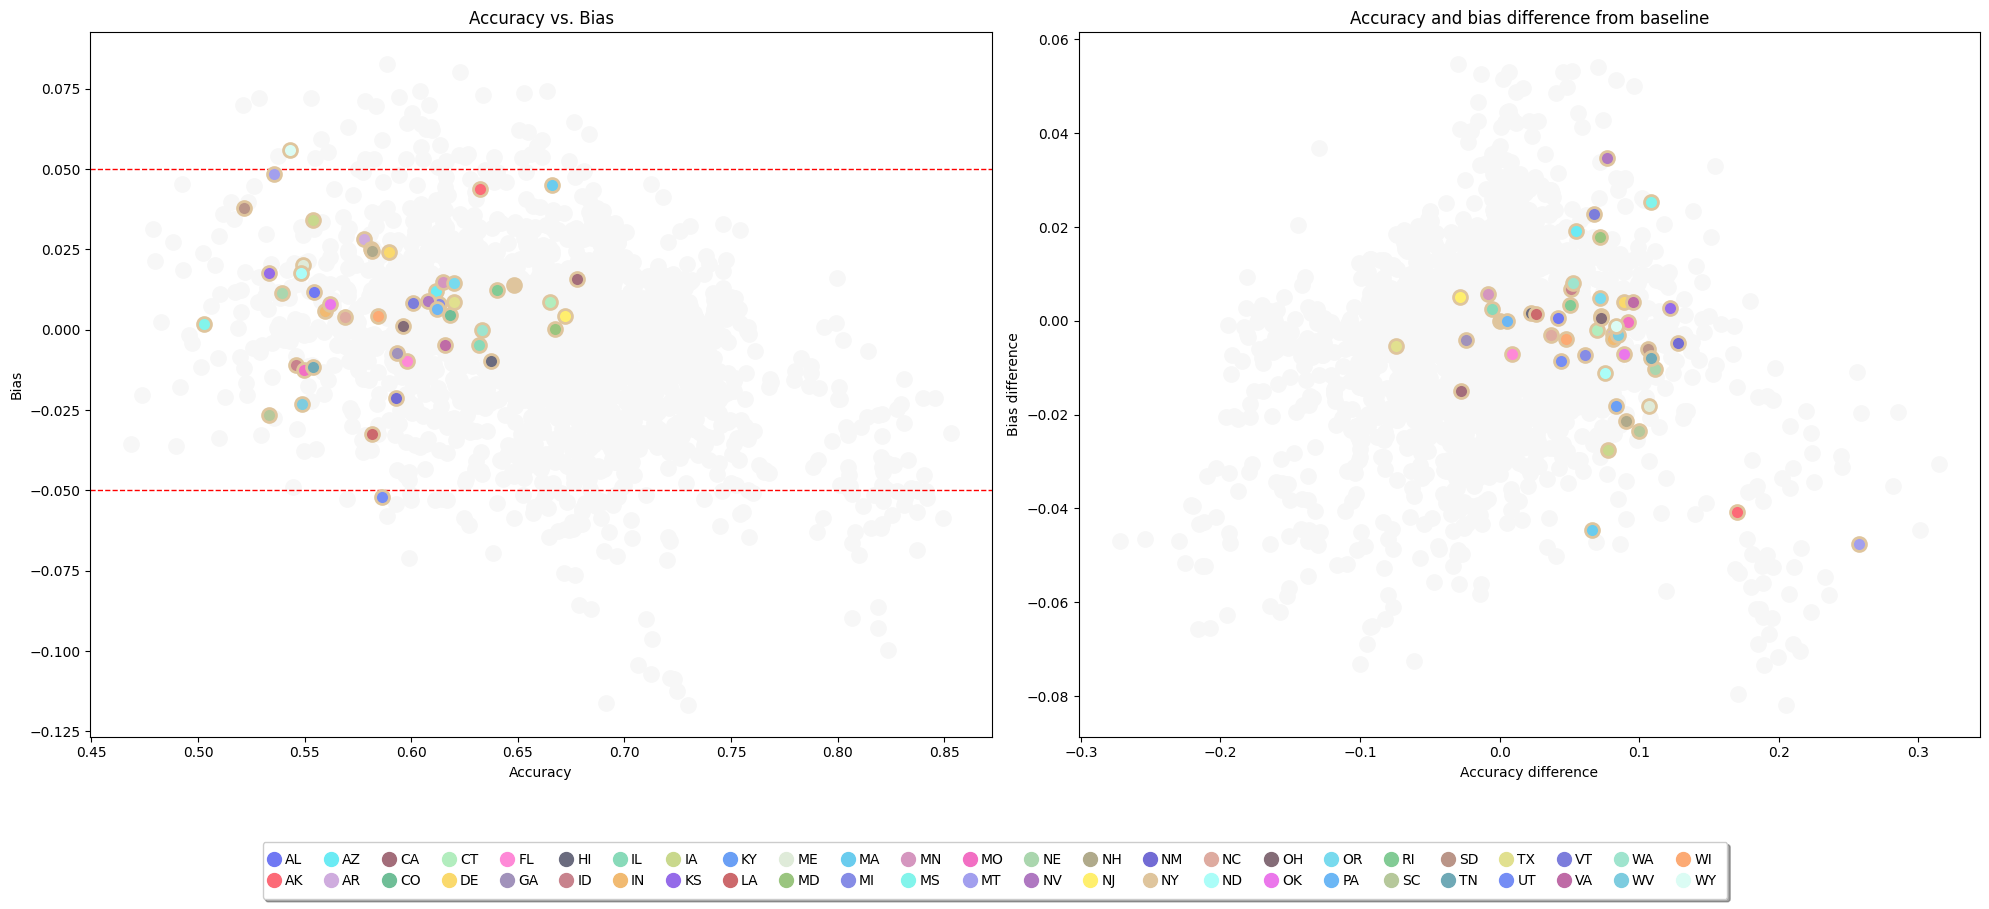 Accuracy vs. Bias
0.075
0.050
0.025
0.000
−0.025
−0.050
−0.075
−0.100
−0.125
Bias
0.45 0.50 0.55 0.60 0.65 0.70 0.75 0.80 0.85
Accuracy
Accuracy and bias difference from baseline
0.06
0.04
0.02
0.00
−0.02
−0.04
−0.06
−0.08
Bias difference
−0.3 −0.2 −0.1 0.0 0.1 0.2 0.3
Accuracy difference
AL AZ CA CT FL HI IL IA KY ME MA MN MO NE NH NM NC OH OR RI SD TX VT WA WI
AK AR CO DE GA ID IN KS LA MD MI MS MT NV NJ NY ND OK PA SC TN UT VA WV WY